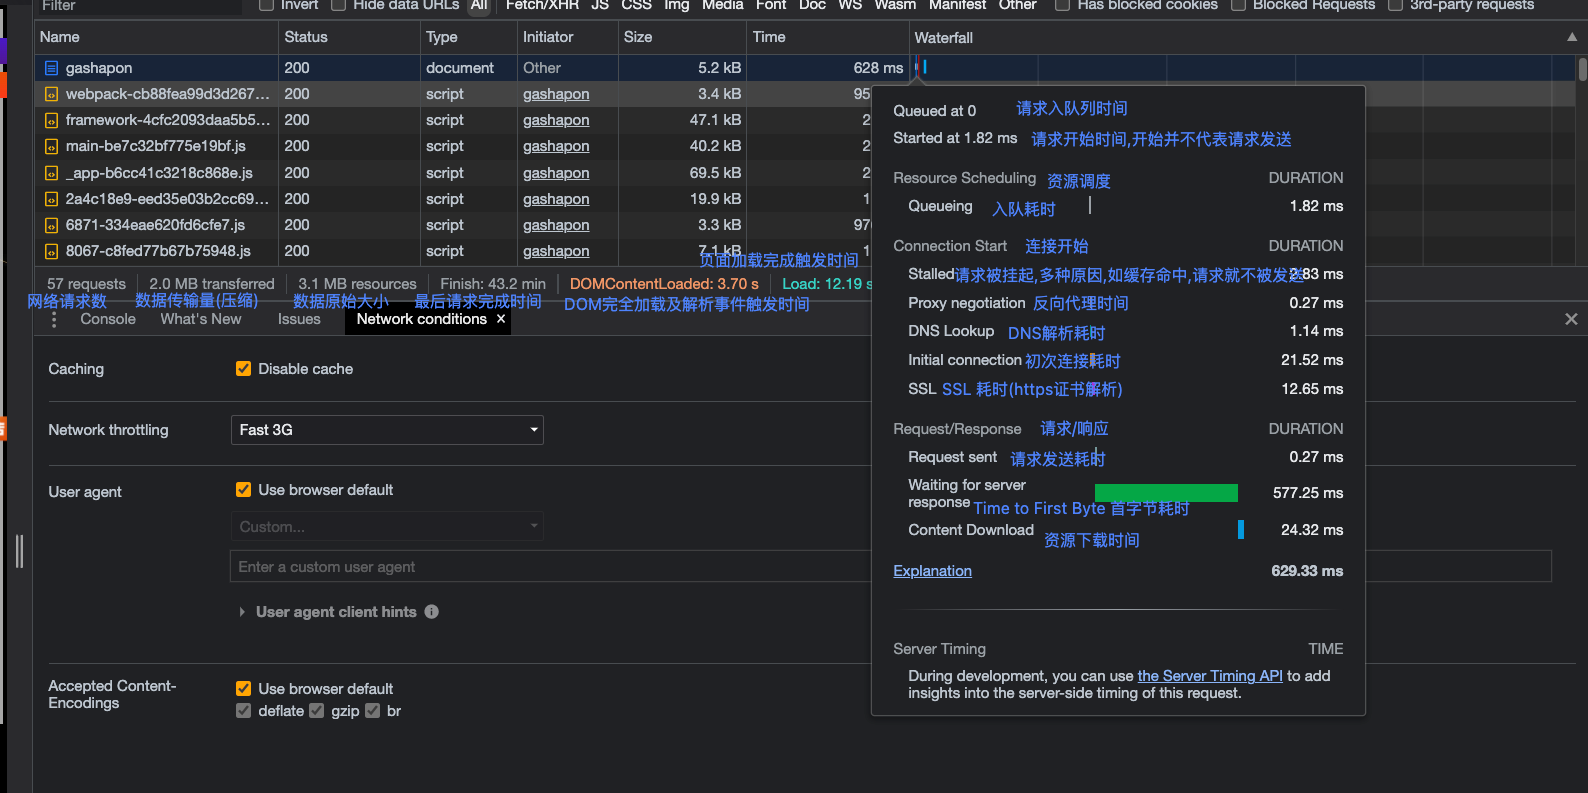 Filter Invert Hide data URLs All Fetch/XHR JS CSS Img Media Font Doc WS Wasm Manifest Other Has blocked cookies Blocked Requests 3rd-party requests
Name Status Type Initiator Size Time Waterfall
gashapon 200 document Other 5.2 kB 628 ms
webpack-cb88fea99d3d267... 200 script gashapon 3.4 kB 95
framework-4cfc2093daa5b5... 200 script gashapon 47.1 kB 2
main-be7c32bf775e19bf.js 200 script gashapon 40.2 kB 2
_app-b6cc41c3218c868e.js 200 script gashapon 69.5 kB 2
2a4c18e9-eed35e03b2cc69... 200 script gashapon 19.9 kB 1
6871-334eae620fd6cfe7.js 200 script gashapon 3.3 kB 97
8067-c8fed77b67b75948.js 200 script gashapon 7.1 kB 1
页面加载完成触发时间
57 requests 2.0 MB transferred 3.1 MB resources Finish: 43.2 min DOMContentLoaded: 3.70 s Load: 12.19 s
网络请求数 数据传输量(压缩) 数据原始大小 最后请求完成时间 DOM完全加载及解析事件触发时间
Console What's New Issues Network conditions ×
Caching Disable cache
Network throttling Fast 3G
User agent Use browser default
Custom...
Enter a custom user agent
User agent client hints
Accepted Content-Encodings Use browser default
deflate gzip br
Queued at 0 请求入队列时间
Started at 1.82 ms 请求开始时间,开始并不代表请求发送
Resource Scheduling 资源调度 DURATION
Queueing 入队耗时 1.82 ms
Connection Start 连接开始 DURATION
Stalled 请求被挂起,多种原因,如缓存命中,请求就不被发送 2.83 ms
Proxy negotiation 反向代理时间 0.27 ms
DNS Lookup DNS解析耗时 1.14 ms
Initial connection 初次连接耗时 21.52 ms
SSL SSL 耗时(https证书解析) 12.65 ms
Request/Response 请求/响应 DURATION
Request sent 请求发送耗时 0.27 ms
Waiting for server
response 577.25 ms
Time to First Byte 首字节耗时
Content Download 24.32 ms
资源下载时间
Explanation 629.33 ms
Server Timing TIME
During development, you can use the Server Timing API to add
insights into the server-side timing of this request.